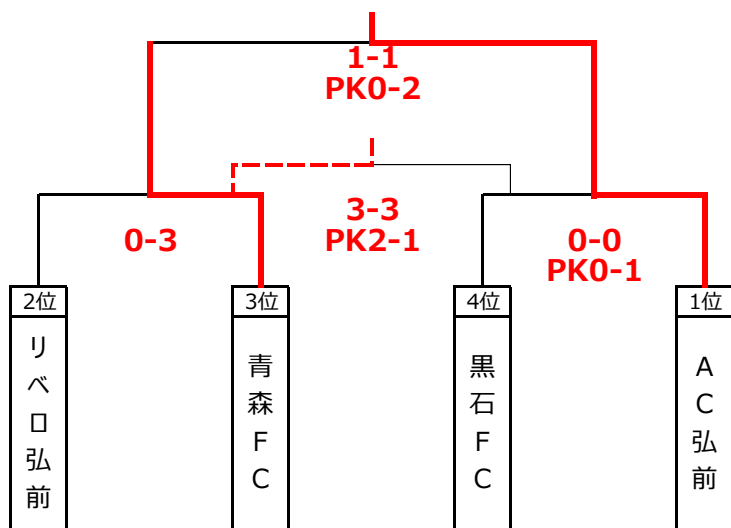 1-1
PK0-2
3-3
PK2-1
0-3
0-0
PK0-1
2位
3位
4位
1位
リベロ弘前
青森FC
黒石FC
AC弘前